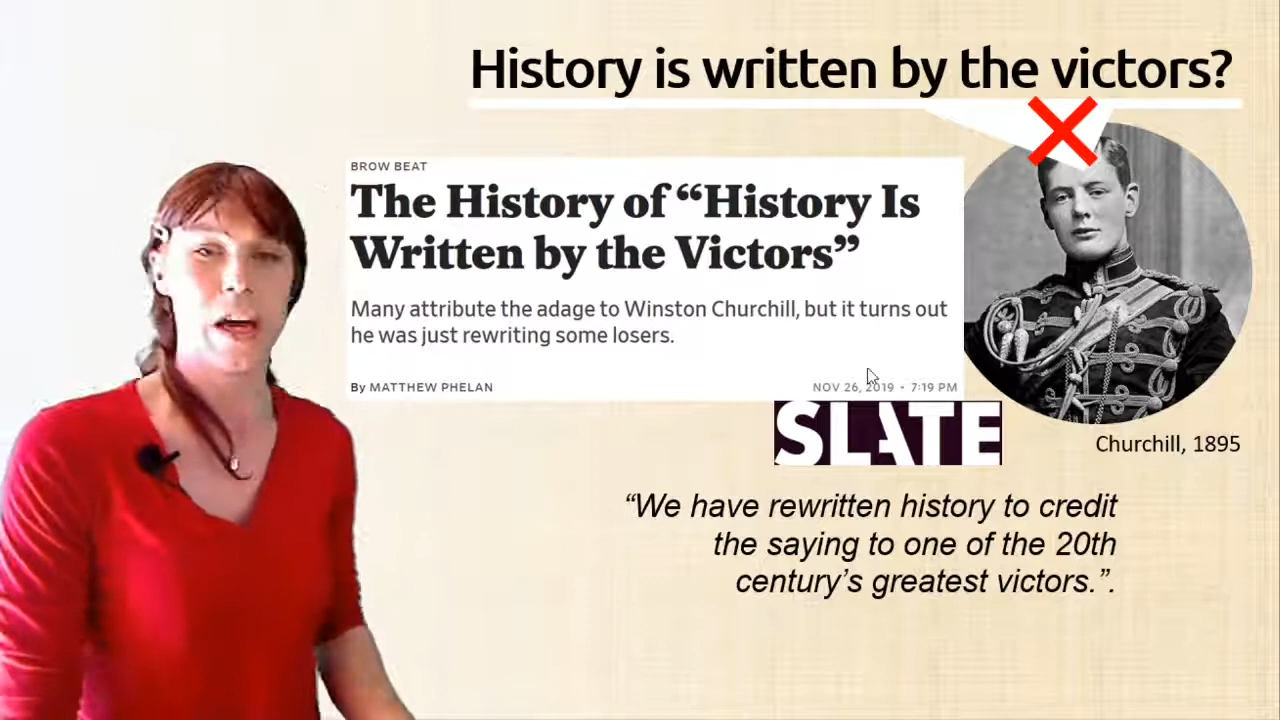 History is written by the victors?
BROW BEAT
The History of “History Is
Written by the Victors”
Many attribute the adage to Winston Churchill, but it turns out
he was just rewriting some losers.
By MATTHEW PHELAN
NOV 26, 2019 • 7:19 PM
SLATE
Churchill, 1895
“We have rewritten history to credit
the saying to one of the 20th
century’s greatest victors.”.